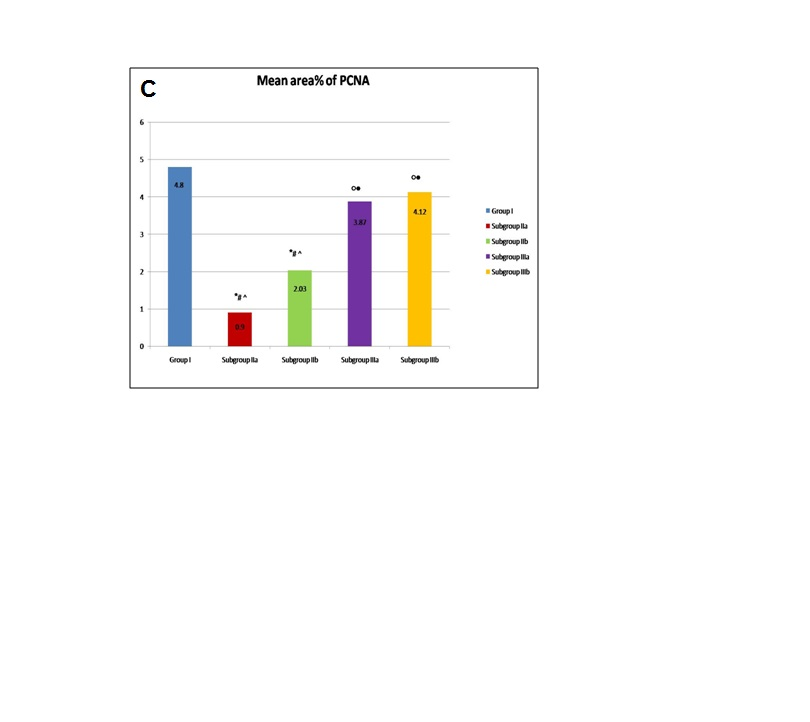 C
Mean area% of PCNA
6
5
4
3
2
1
0
4.8
*# ^
0.9
*# ^
2.03
○●
3.87
○●
4.12
Group I
Subgroup IIa
Subgroup IIb
Subgroup IIIa
Subgroup IIIb
Group I
Subgroup IIa
Subgroup IIb
Subgroup IIIa
Subgroup IIIb